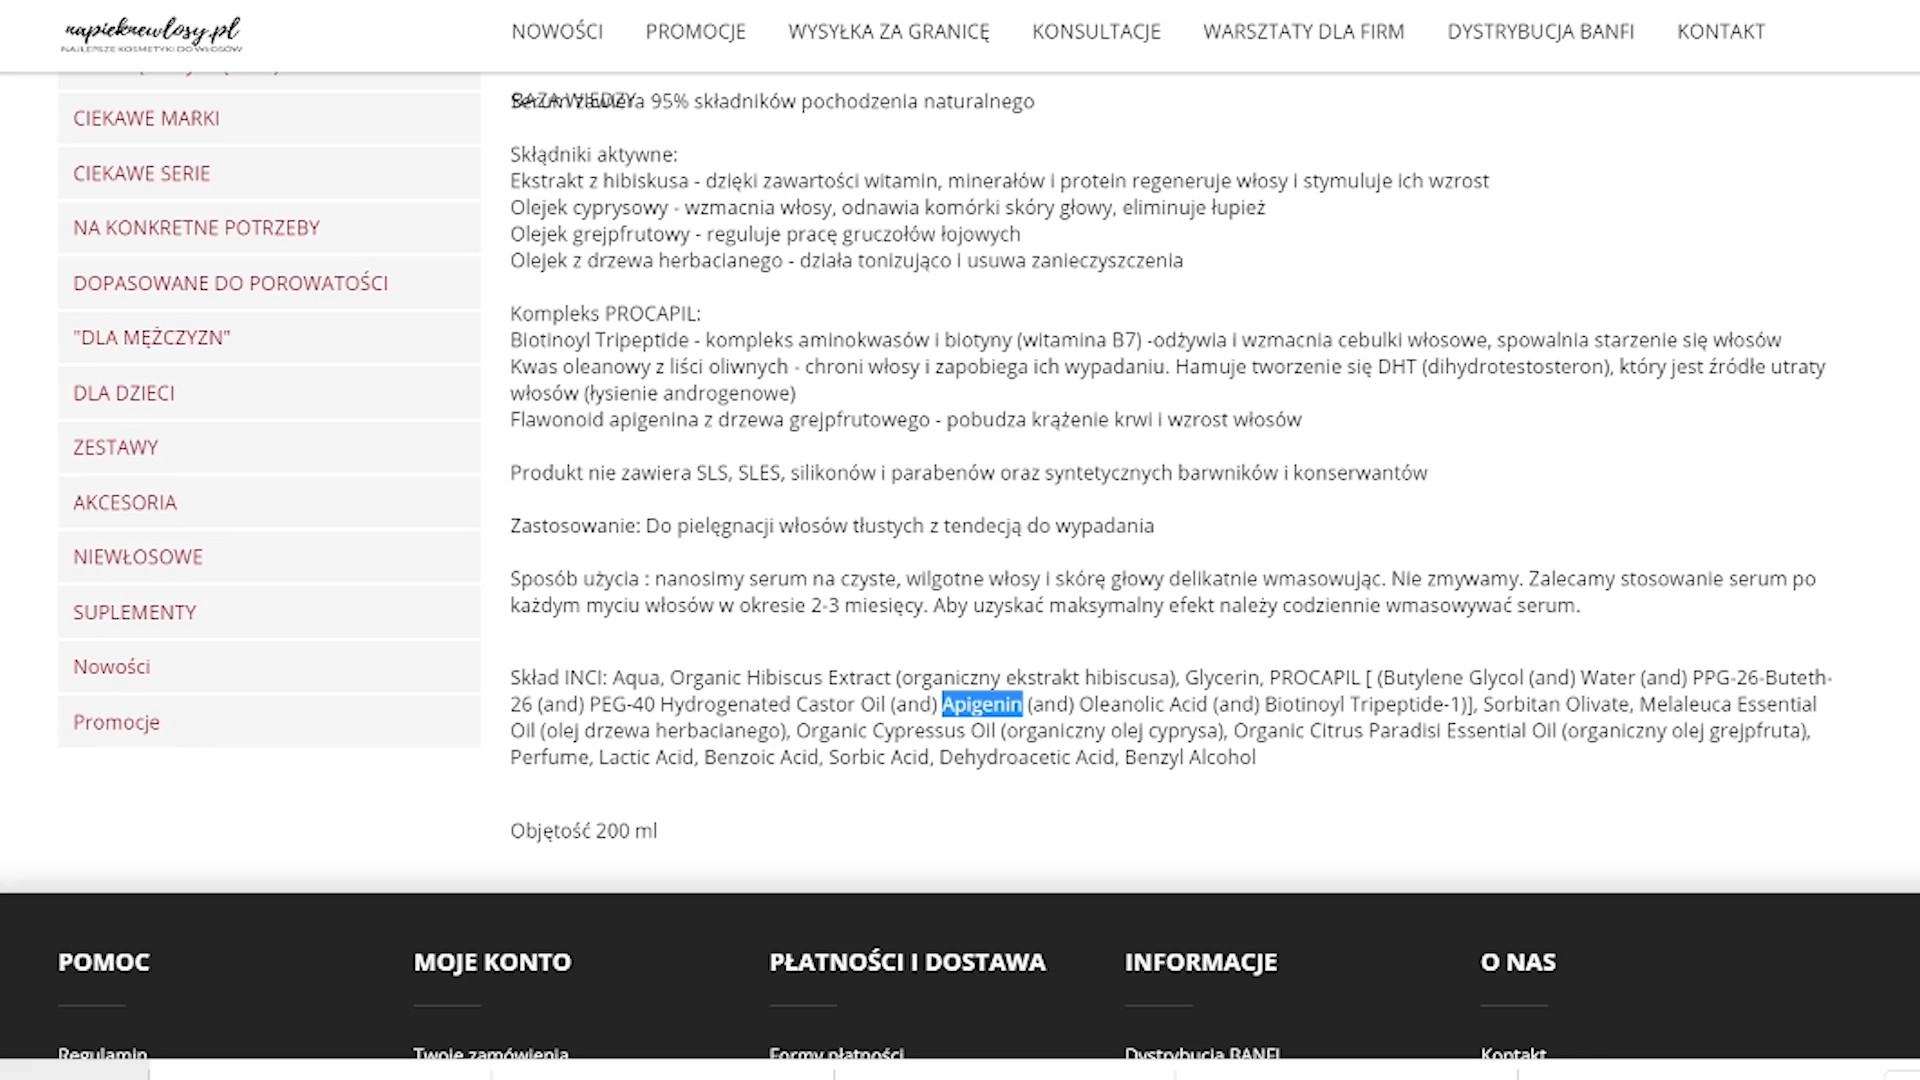 napieknewlosy.pl
NAJLEPSZE KOSMETYKI DO WŁOSÓW
NOWOŚCI PROMOCJE WYSYŁKA ZA GRANICĘ KONSULTACJE WARSZTATY DLA FIRM DYSTRYBUCJA BANFI KONTAKT
BAZA WIEDZY
CIEKAWE MARKI
CIEKAWE SERIE
NA KONKRETNE POTRZEBY
DOPASOWANE DO POROWATOŚCI
"DLA MĘŻCZYZN"
DLA DZIECI
ZESTAWY
AKCESORIA
NIEWŁOSOWE
SUPLEMENTY
Nowości
Promocje
Serum zawiera 95% składników pochodzenia naturalnego
Skłądniki aktywne:
Ekstrakt z hibiskusa - dzięki zawartości witamin, minerałów i protein regeneruje włosy i stymuluje ich wzrost
Olejek cyprysowy - wzmacnia włosy, odnawia komórki skóry głowy, eliminuje łupież
Olejek grejpfrutowy - reguluje pracę gruczołów łojowych
Olejek z drzewa herbacianego - działa tonizująco i usuwa zanieczyszczenia
Kompleks PROCAPIL:
Biotinoyl Tripeptide - kompleks aminokwasów i biotyny (witamina B7) -odżywia i wzmacnia cebulki włosowe, spowalnia starzenie się włosów
Kwas oleanowy z liści oliwnych - chroni włosy i zapobiega ich wypadaniu. Hamuje tworzenie się DHT (dihydrotestosteron), który jest źródłe utraty
włosów (łysienie androgenowe)
Flawonoid apigenina z drzewa grejpfrutowego - pobudza krążenie krwi i wzrost włosów
Produkt nie zawiera SLS, SLES, silikonów i parabenów oraz syntetycznych barwników i konserwantów
Zastosowanie: Do pielęgnacji włosów tłustych z tendecją do wypadania
Sposób użycia : nanosimy serum na czyste, wilgotne włosy i skórę głowy delikatnie wmasowując. Nie zmywamy. Zalecamy stosowanie serum po
każdym myciu włosów w okresie 2-3 miesięcy. Aby uzyskać maksymalny efekt należy codziennie wmasowywać serum.
Skład INCI: Aqua, Organic Hibiscus Extract (organiczny ekstrakt hibiscusa), Glycerin, PROCAPIL [ (Butylene Glycol (and) Water (and) PPG-26-Buteth-
26 (and) PEG-40 Hydrogenated Castor Oil (and) Apigenin (and) Oleanolic Acid (and) Biotinoyl Tripeptide-1)], Sorbitan Olivate, Melaleuca Essential
Oil (olej drzewa herbacianego), Organic Cypressus Oil (organiczny olej cyprysa), Organic Citrus Paradisi Essential Oil (organiczny olej grejpfruta),
Perfume, Lactic Acid, Benzoic Acid, Sorbic Acid, Dehydroacetic Acid, Benzyl Alcohol
Objętość 200 ml
POMOC MOJE KONTO PŁATNOŚCI I DOSTAWA INFORMACJE O NAS
Regulamin Twoje zamówienia Formy płatności Dystrybucja BANFI Kontakt